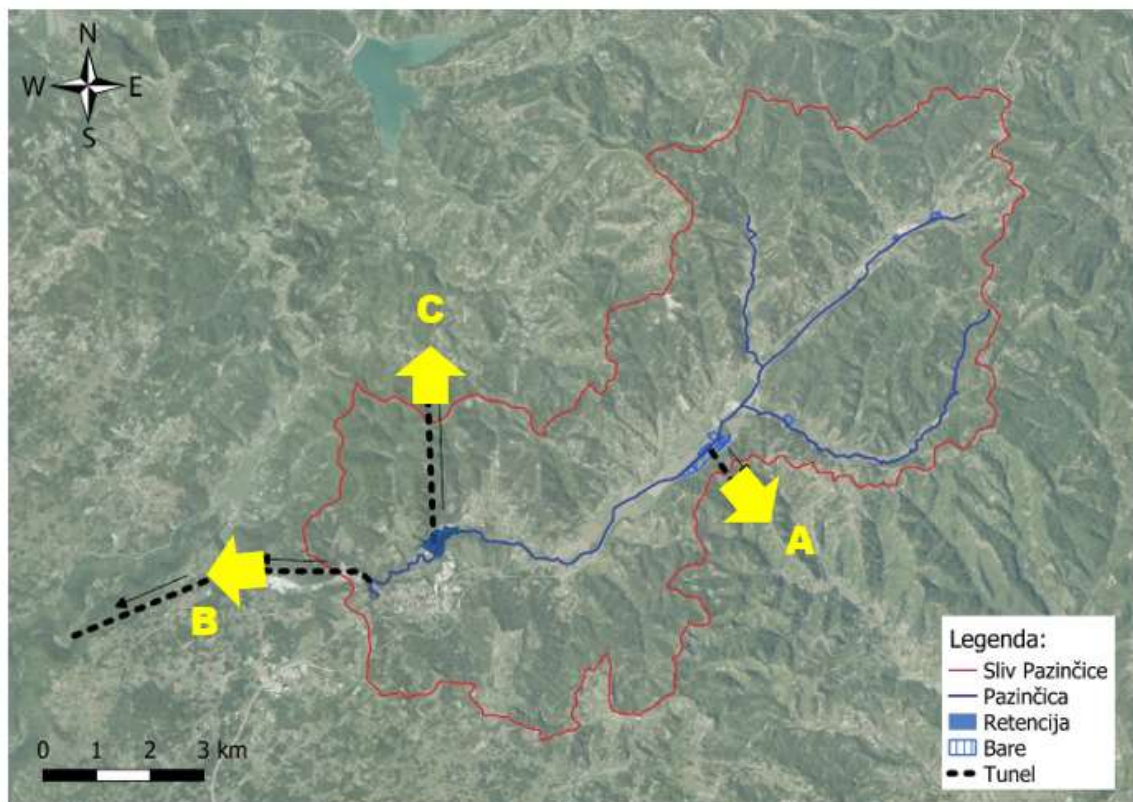 N
W E
S
C
A
B
Legenda:
Sliv Pazinčice
Pazinčica
Retencija
Bare
Tunel
0 1 2 3 km